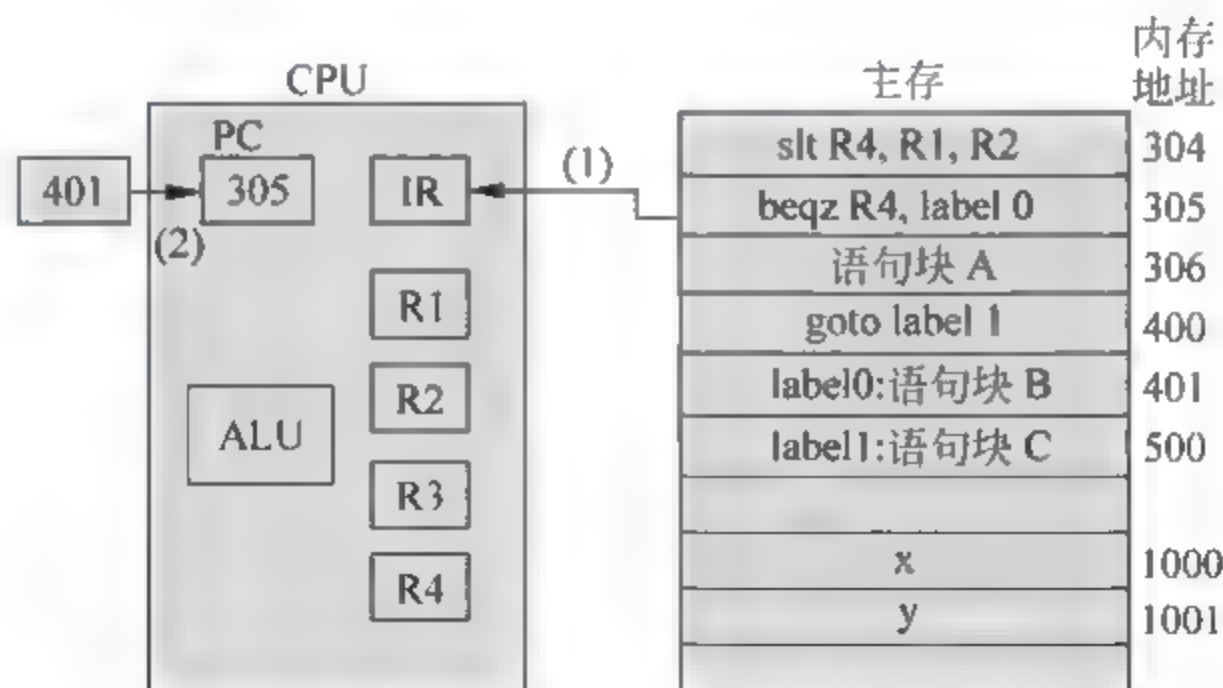 CPU
PC
401
305
IR
(1)
(2)
R1
R2
ALU
R3
R4
主存
内存
地址
slt R4, R1, R2
304
beqz R4, label 0
305
语句块 A
306
goto label 1
400
label0:语句块 B
401
label1:语句块 C
500
x
1000
y
1001